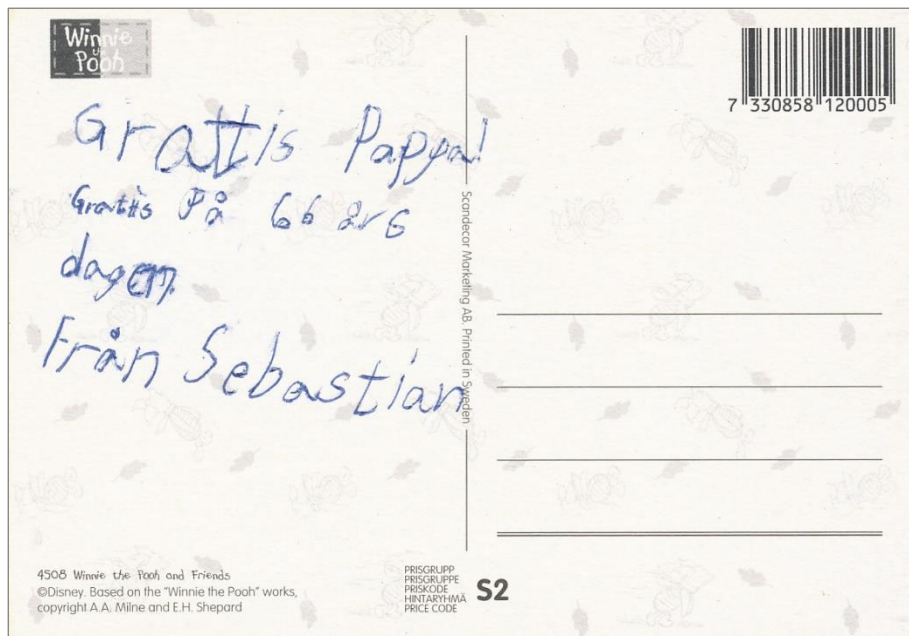 Winnie
the
Pooh
7 330858 120005
Grattis Pappa!
Grattis På 66 års
dagen
Från Sebastian
Scandecor Marketing AB. Printed in Sweden
4508 Winnie the Pooh and Friends
©Disney. Based on the "Winnie the Pooh" works,
copyright A.A. Milne and E.H. Shepard
PRISGRUPP
PRISGRUPPE
PRISKODE
HINTARYHMÄ
PRICE CODE
S2